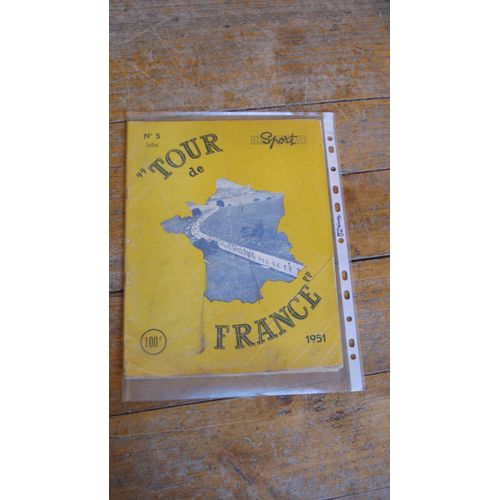 N° 5
Juillet
Sport
"TOUR
de
FRANCE"
100F
1951